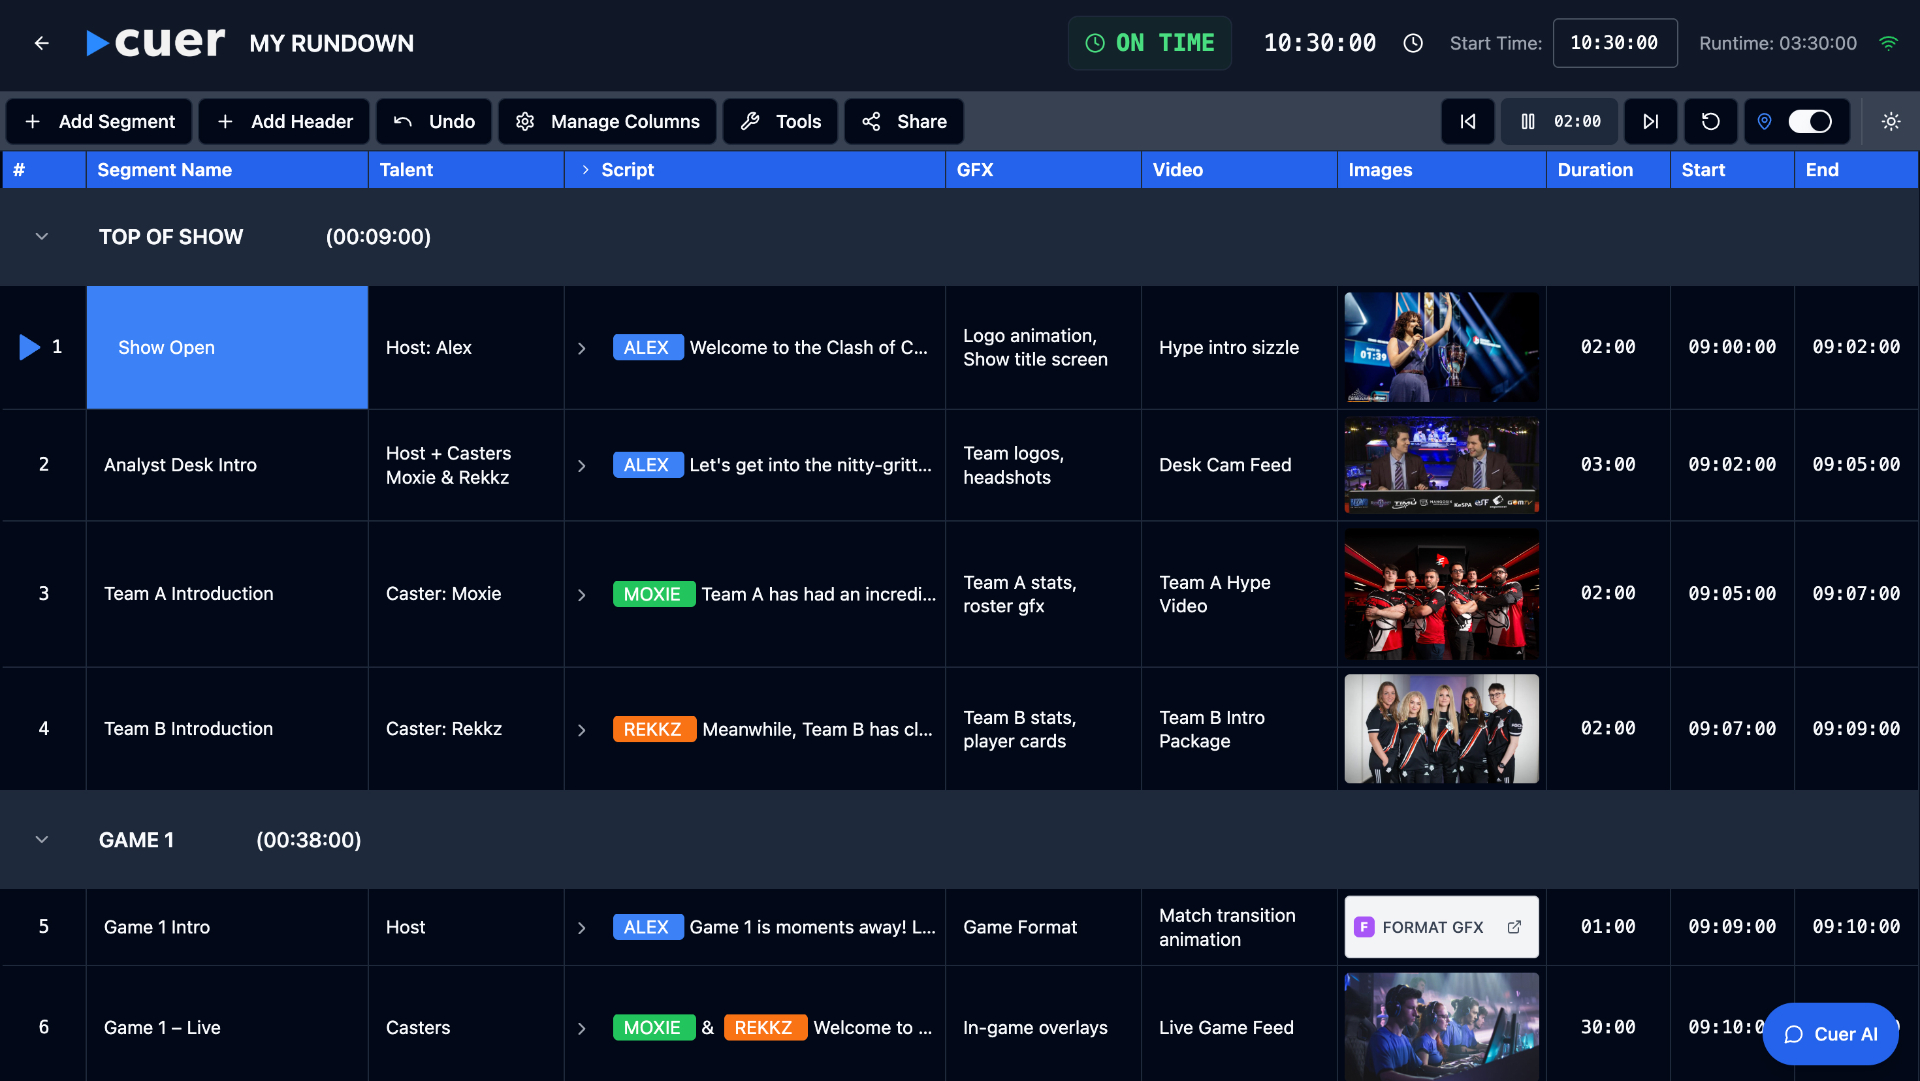 cuer MY RUNDOWN ON TIME 10:30:00 Start Time: 10:30:00 Runtime: 03:30:00
Add Segment Add Header Undo Manage Columns Tools Share 02:00
# Segment Name Talent Script GFX Video Images Duration Start End
TOP OF SHOW (00:09:00)
1 Show Open Host: Alex ALEX Welcome to the Clash of C... Logo animation, Show title screen Hype intro sizzle 02:00 09:00:00 09:02:00
2 Analyst Desk Intro Host + Casters Moxie & Rekkz ALEX Let's get into the nitty-gritt... Team logos, headshots Desk Cam Feed 03:00 09:02:00 09:05:00
3 Team A Introduction Caster: Moxie MOXIE Team A has had an incredi... Team A stats, roster gfx Team A Hype Video 02:00 09:05:00 09:07:00
4 Team B Introduction Caster: Rekkz REKKZ Meanwhile, Team B has cl... Team B stats, player cards Team B Intro Package 02:00 09:07:00 09:09:00
GAME 1 (00:38:00)
5 Game 1 Intro Host ALEX Game 1 is moments away! L... Game Format Match transition animation F FORMAT GFX 01:00 09:09:00 09:10:00
6 Game 1 – Live Casters MOXIE & REKKZ Welcome to ... In-game overlays Live Game Feed 30:00 09:10:0
Cuer AI